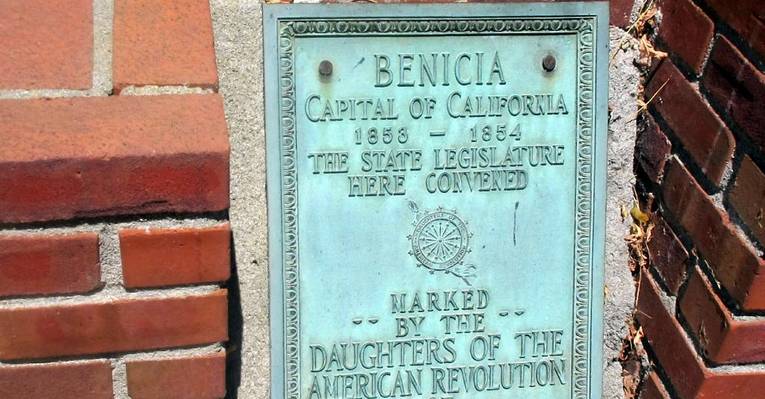 BENICIA
CAPITAL OF CALIFORNIA
1853 — 1854
THE STATE LEGISLATURE
HERE CONVENED
MARKED
-- BY THE --
DAUGHTERS OF THE
AMERICAN REVOLUTION